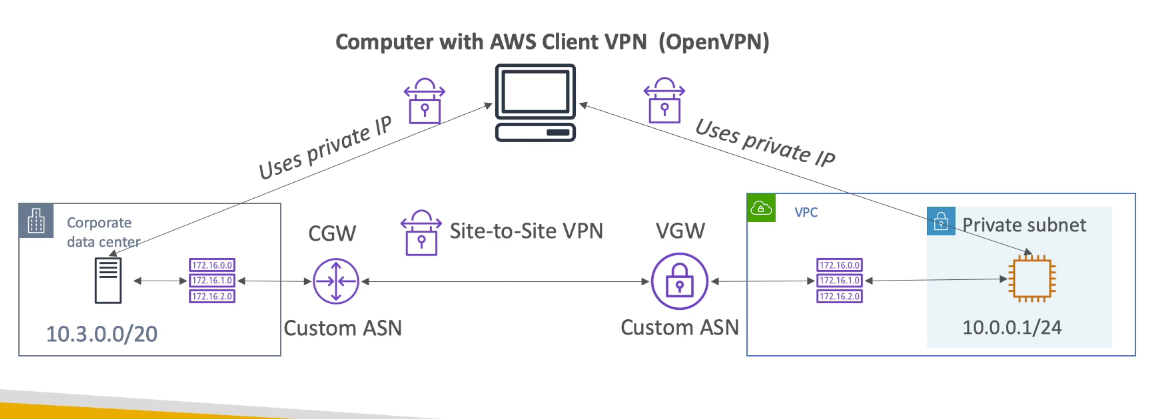 Computer with AWS Client VPN (OpenVPN)
Uses private IP
Uses private IP
Corporate
data center
172.16.0.0
172.16.1.0
172.16.2.0
10.3.0.0/20
CGW
Custom ASN
Site-to-Site VPN
VGW
Custom ASN
VPC
172.16.0.0
172.16.1.0
172.16.2.0
Private subnet
10.0.0.1/24